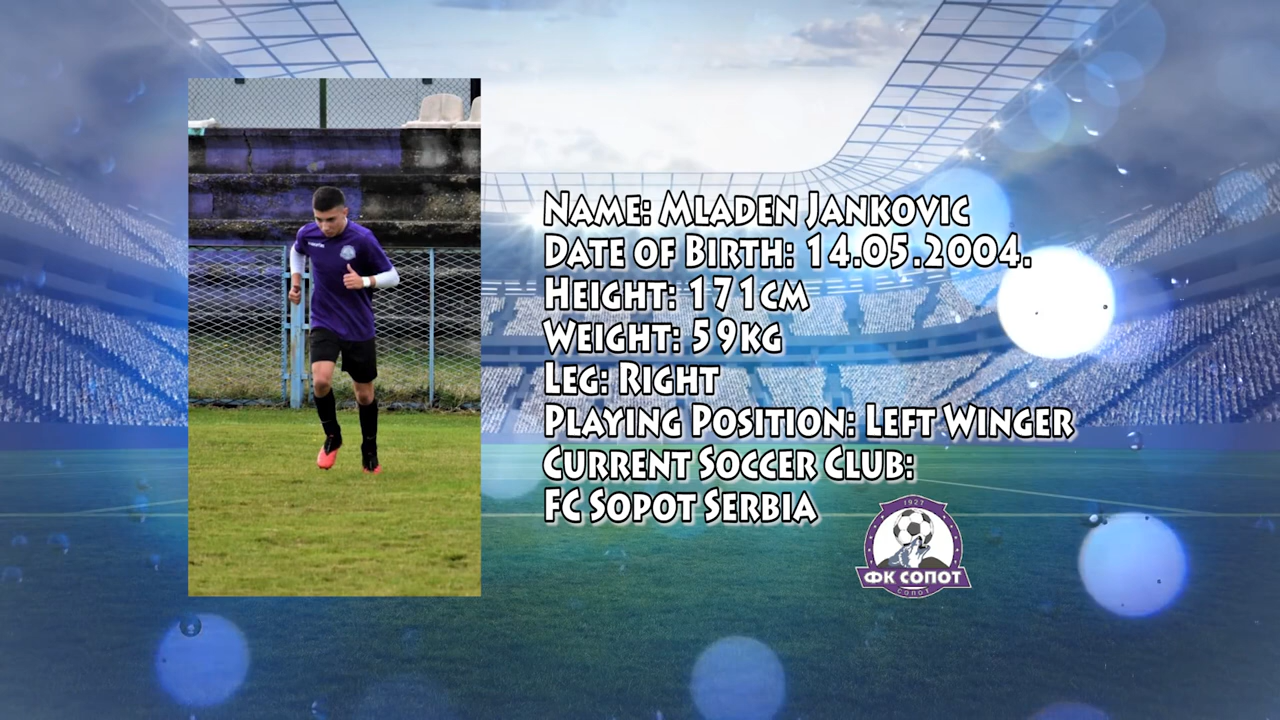 Name: Mladen Jankovic
Date of Birth: 14.05.2004.
Height: 171cm
Weight: 59kg
Leg: Right
Playing Position: Left Winger
Current Soccer Club:
FC Sopot Serbia
1927
ФК СОПОТ
СОПОТ